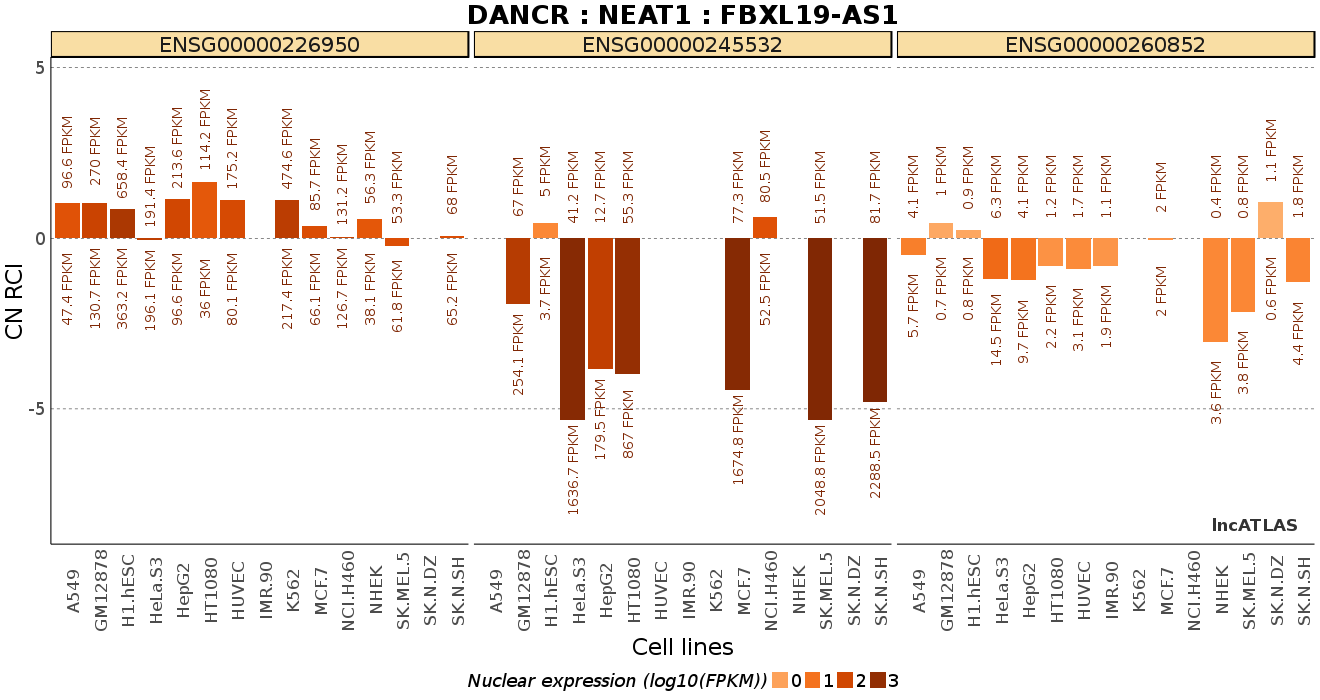 DANCR : NEAT1 : FBXL19-AS1
ENSG00000226950 ENSG00000245532 ENSG00000260852
5
0
-5
CN RCI
96.6 FPKM
270 FPKM
658.4 FPKM
191.4 FPKM
213.6 FPKM
114.2 FPKM
175.2 FPKM
474.6 FPKM
85.7 FPKM
131.2 FPKM
56.3 FPKM
53.3 FPKM
68 FPKM
47.4 FPKM
130.7 FPKM
363.2 FPKM
196.1 FPKM
96.6 FPKM
36 FPKM
80.1 FPKM
217.4 FPKM
66.1 FPKM
126.7 FPKM
38.1 FPKM
61.8 FPKM
65.2 FPKM
67 FPKM
5 FPKM
41.2 FPKM
12.7 FPKM
55.3 FPKM
77.3 FPKM
80.5 FPKM
51.5 FPKM
81.7 FPKM
254.1 FPKM
3.7 FPKM
1636.7 FPKM
179.5 FPKM
867 FPKM
1674.8 FPKM
52.5 FPKM
2048.8 FPKM
2288.5 FPKM
4.1 FPKM
1 FPKM
0.9 FPKM
6.3 FPKM
4.1 FPKM
1.2 FPKM
1.7 FPKM
1.1 FPKM
2 FPKM
0.4 FPKM
0.8 FPKM
1.1 FPKM
1.8 FPKM
5.7 FPKM
0.7 FPKM
0.8 FPKM
14.5 FPKM
9.7 FPKM
2.2 FPKM
3.1 FPKM
1.9 FPKM
2 FPKM
3.6 FPKM
3.8 FPKM
0.6 FPKM
4.4 FPKM
lncATLAS
A549
GM12878
H1.hESC
HeLa.S3
HepG2
HT1080
HUVEC
IMR.90
K562
MCF.7
NCI.H460
NHEK
SK.MEL.5
SK.N.DZ
SK.N.SH
A549
GM12878
H1.hESC
HeLa.S3
HepG2
HT1080
HUVEC
IMR.90
K562
MCF.7
NCI.H460
NHEK
SK.MEL.5
SK.N.DZ
SK.N.SH
A549
GM12878
H1.hESC
HeLa.S3
HepG2
HT1080
HUVEC
IMR.90
K562
MCF.7
NCI.H460
NHEK
SK.MEL.5
SK.N.DZ
SK.N.SH
Cell lines
Nuclear expression (log10(FPKM)) 0 1 2 3